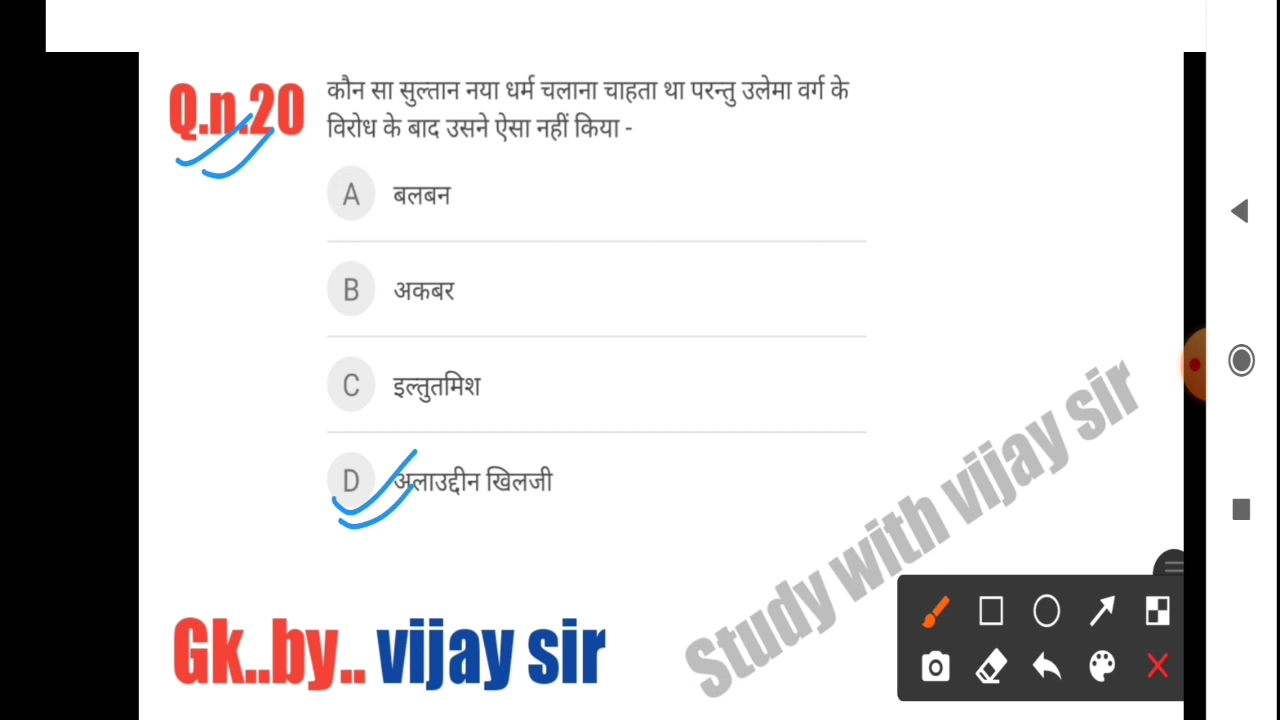 Q.n.20
कौन सा सुल्तान नया धर्म चलाना चाहता था परन्तु उलेमा वर्ग के
विरोध के बाद उसने ऐसा नहीं किया -
A बलबन
B अकबर
C इल्तुतमिश
D अलाउद्दीन खिलजी
Study with vijay sir
Gk..by.. vijay sir